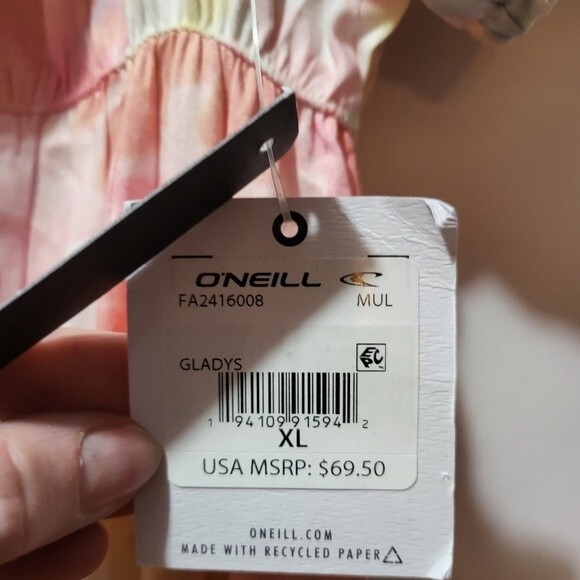 O'NEILL
FA2416008 MUL
GLADYS EPC
1 94109 91594 2
XL
USA MSRP: $69.50
ONEILL.COM
MADE WITH RECYCLED PAPER